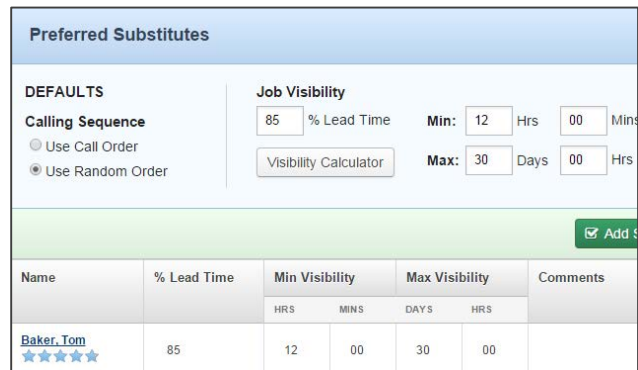 Preferred Substitutes
DEFAULTS
Calling Sequence
Use Call Order
Use Random Order
Job Visibility
85 % Lead Time Min: 12 Hrs 00 Mins
Visibility Calculator Max: 30 Days 00 Hrs
Add
Name % Lead Time Min Visibility Max Visibility Comments
HRS MINS DAYS HRS
Baker, Tom 85 12 00 30 00